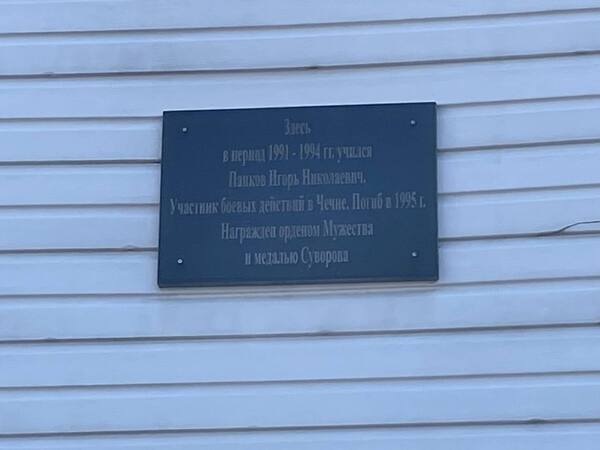 Здесь
в период 1991 - 1994 гг. учился
Панков Игорь Николаевич.
Участник боевых действий в Чечне. Погиб в 1995 г.
Награжден орденом Мужества
и медалью Суворова